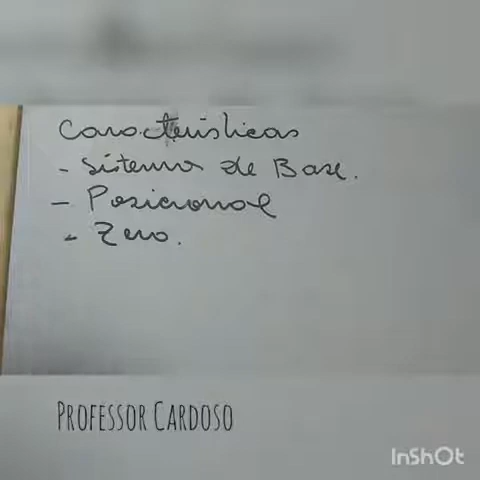 Características
- Sistema de Base.
- Posicional
- Zero.
PROFESSOR CARDOSO
InShOt